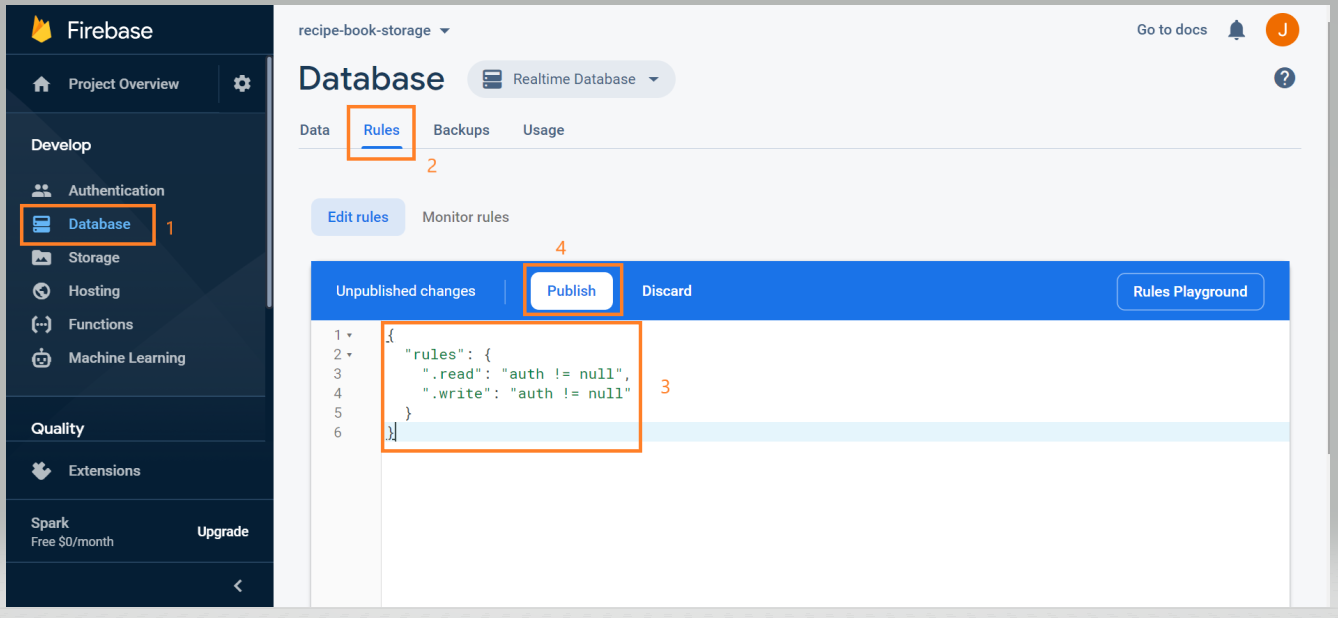 Firebase
Project Overview
Develop
Authentication
Database
1
Storage
Hosting
Functions
Machine Learning
Quality
Extensions
Spark
Free $0/month
Upgrade
recipe-book-storage
Go to docs
J
Database
Realtime Database
?
Data
Rules
Backups
Usage
2
Edit rules
Monitor rules
4
Unpublished changes
Publish
Discard
Rules Playground
1 {
2 "rules": {
3 ".read": "auth != null",
4 ".write": "auth != null"
5 }
6 }
3